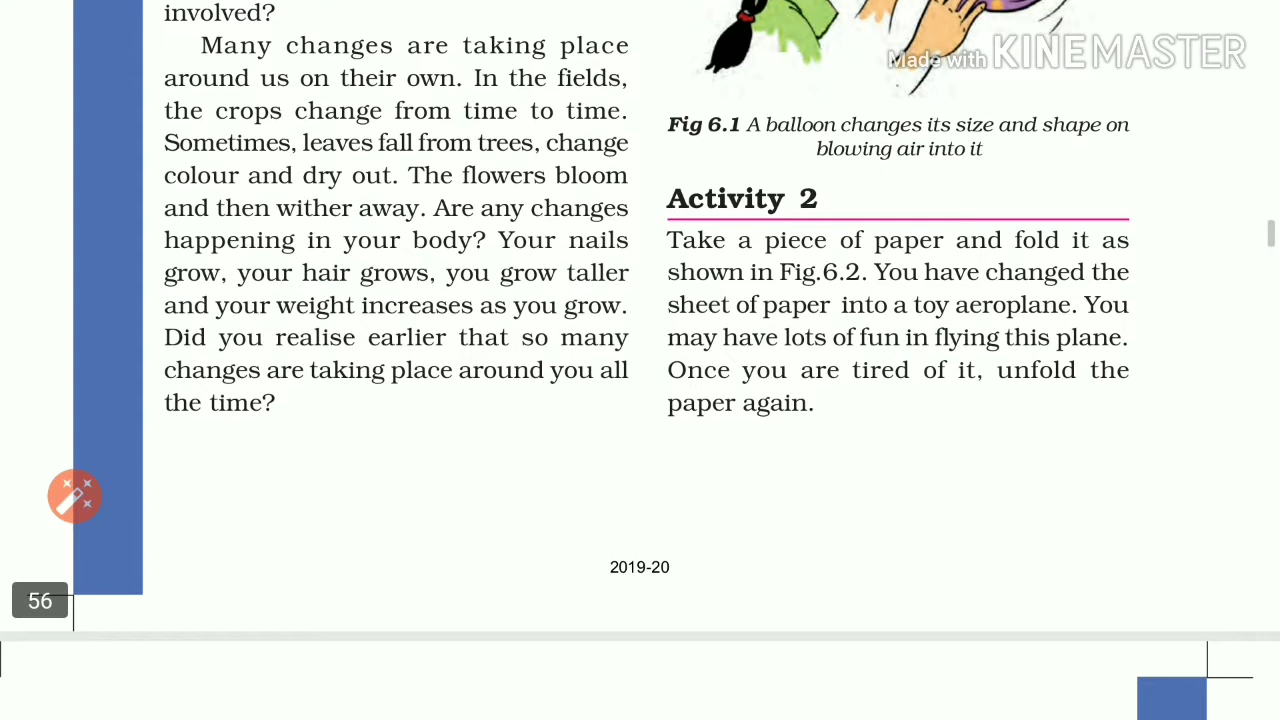 involved?
Many changes are taking place
around us on their own. In the fields,
the crops change from time to time.
Sometimes, leaves fall from trees, change
colour and dry out. The flowers bloom
and then wither away. Are any changes
happening in your body? Your nails
grow, your hair grows, you grow taller
and your weight increases as you grow.
Did you realise earlier that so many
changes are taking place around you all
the time?
Made with KINEMASTER
Fig 6.1 A balloon changes its size and shape on
blowing air into it
Activity 2
Take a piece of paper and fold it as
shown in Fig.6.2. You have changed the
sheet of paper into a toy aeroplane. You
may have lots of fun in flying this plane.
Once you are tired of it, unfold the
paper again.
2019-20
56